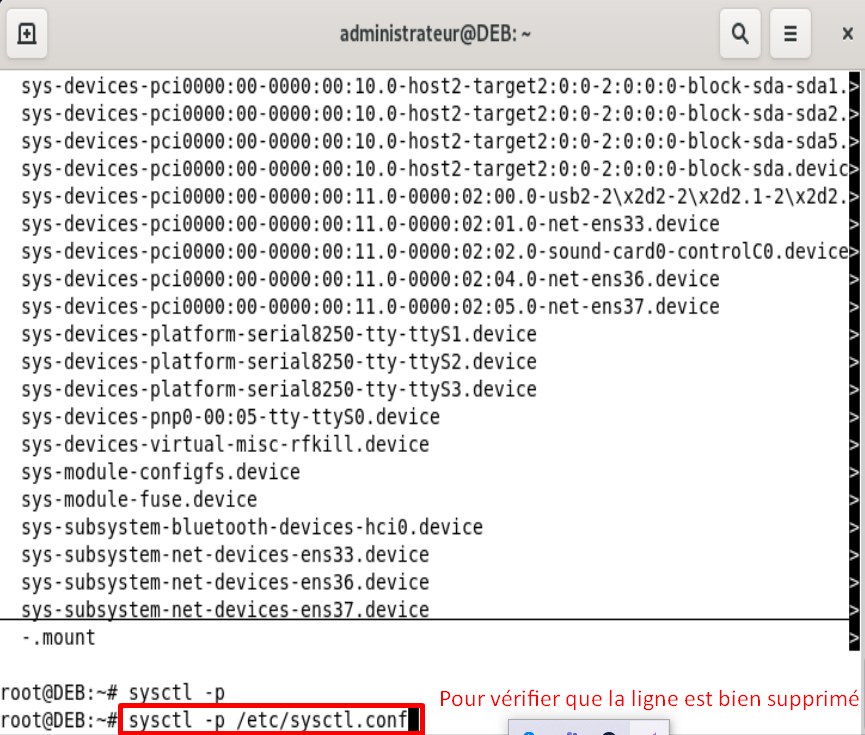 administrateur@DEB: ~
sys-devices-pci0000:00-0000:00:10.0-host2-target2:0:0-2:0:0:0-block-sda-sda1.>
sys-devices-pci0000:00-0000:00:10.0-host2-target2:0:0-2:0:0:0-block-sda-sda2.>
sys-devices-pci0000:00-0000:00:10.0-host2-target2:0:0-2:0:0:0-block-sda-sda5.>
sys-devices-pci0000:00-0000:00:10.0-host2-target2:0:0-2:0:0:0-block-sda.devic>
sys-devices-pci0000:00-0000:00:11.0-0000:02:00.0-usb2-2\x2d2-2\x2d2.1-2\x2d2.>
sys-devices-pci0000:00-0000:00:11.0-0000:02:01.0-net-ens33.device >
sys-devices-pci0000:00-0000:00:11.0-0000:02:02.0-sound-card0-controlC0.device>
sys-devices-pci0000:00-0000:00:11.0-0000:02:04.0-net-ens36.device >
sys-devices-pci0000:00-0000:00:11.0-0000:02:05.0-net-ens37.device >
sys-devices-platform-serial8250-tty-ttyS1.device >
sys-devices-platform-serial8250-tty-ttyS2.device >
sys-devices-platform-serial8250-tty-ttyS3.device >
sys-devices-pnp0-00:05-tty-ttyS0.device >
sys-devices-virtual-misc-rfkill.device >
sys-module-configfs.device >
sys-module-fuse.device >
sys-subsystem-bluetooth-devices-hci0.device >
sys-subsystem-net-devices-ens33.device >
sys-subsystem-net-devices-ens36.device >
sys-subsystem-net-devices-ens37.device >
-.mount >
root@DEB:~# sysctl -p
root@DEB:~# sysctl -p /etc/sysctl.conf
Pour vérifier que la ligne est bien supprimé